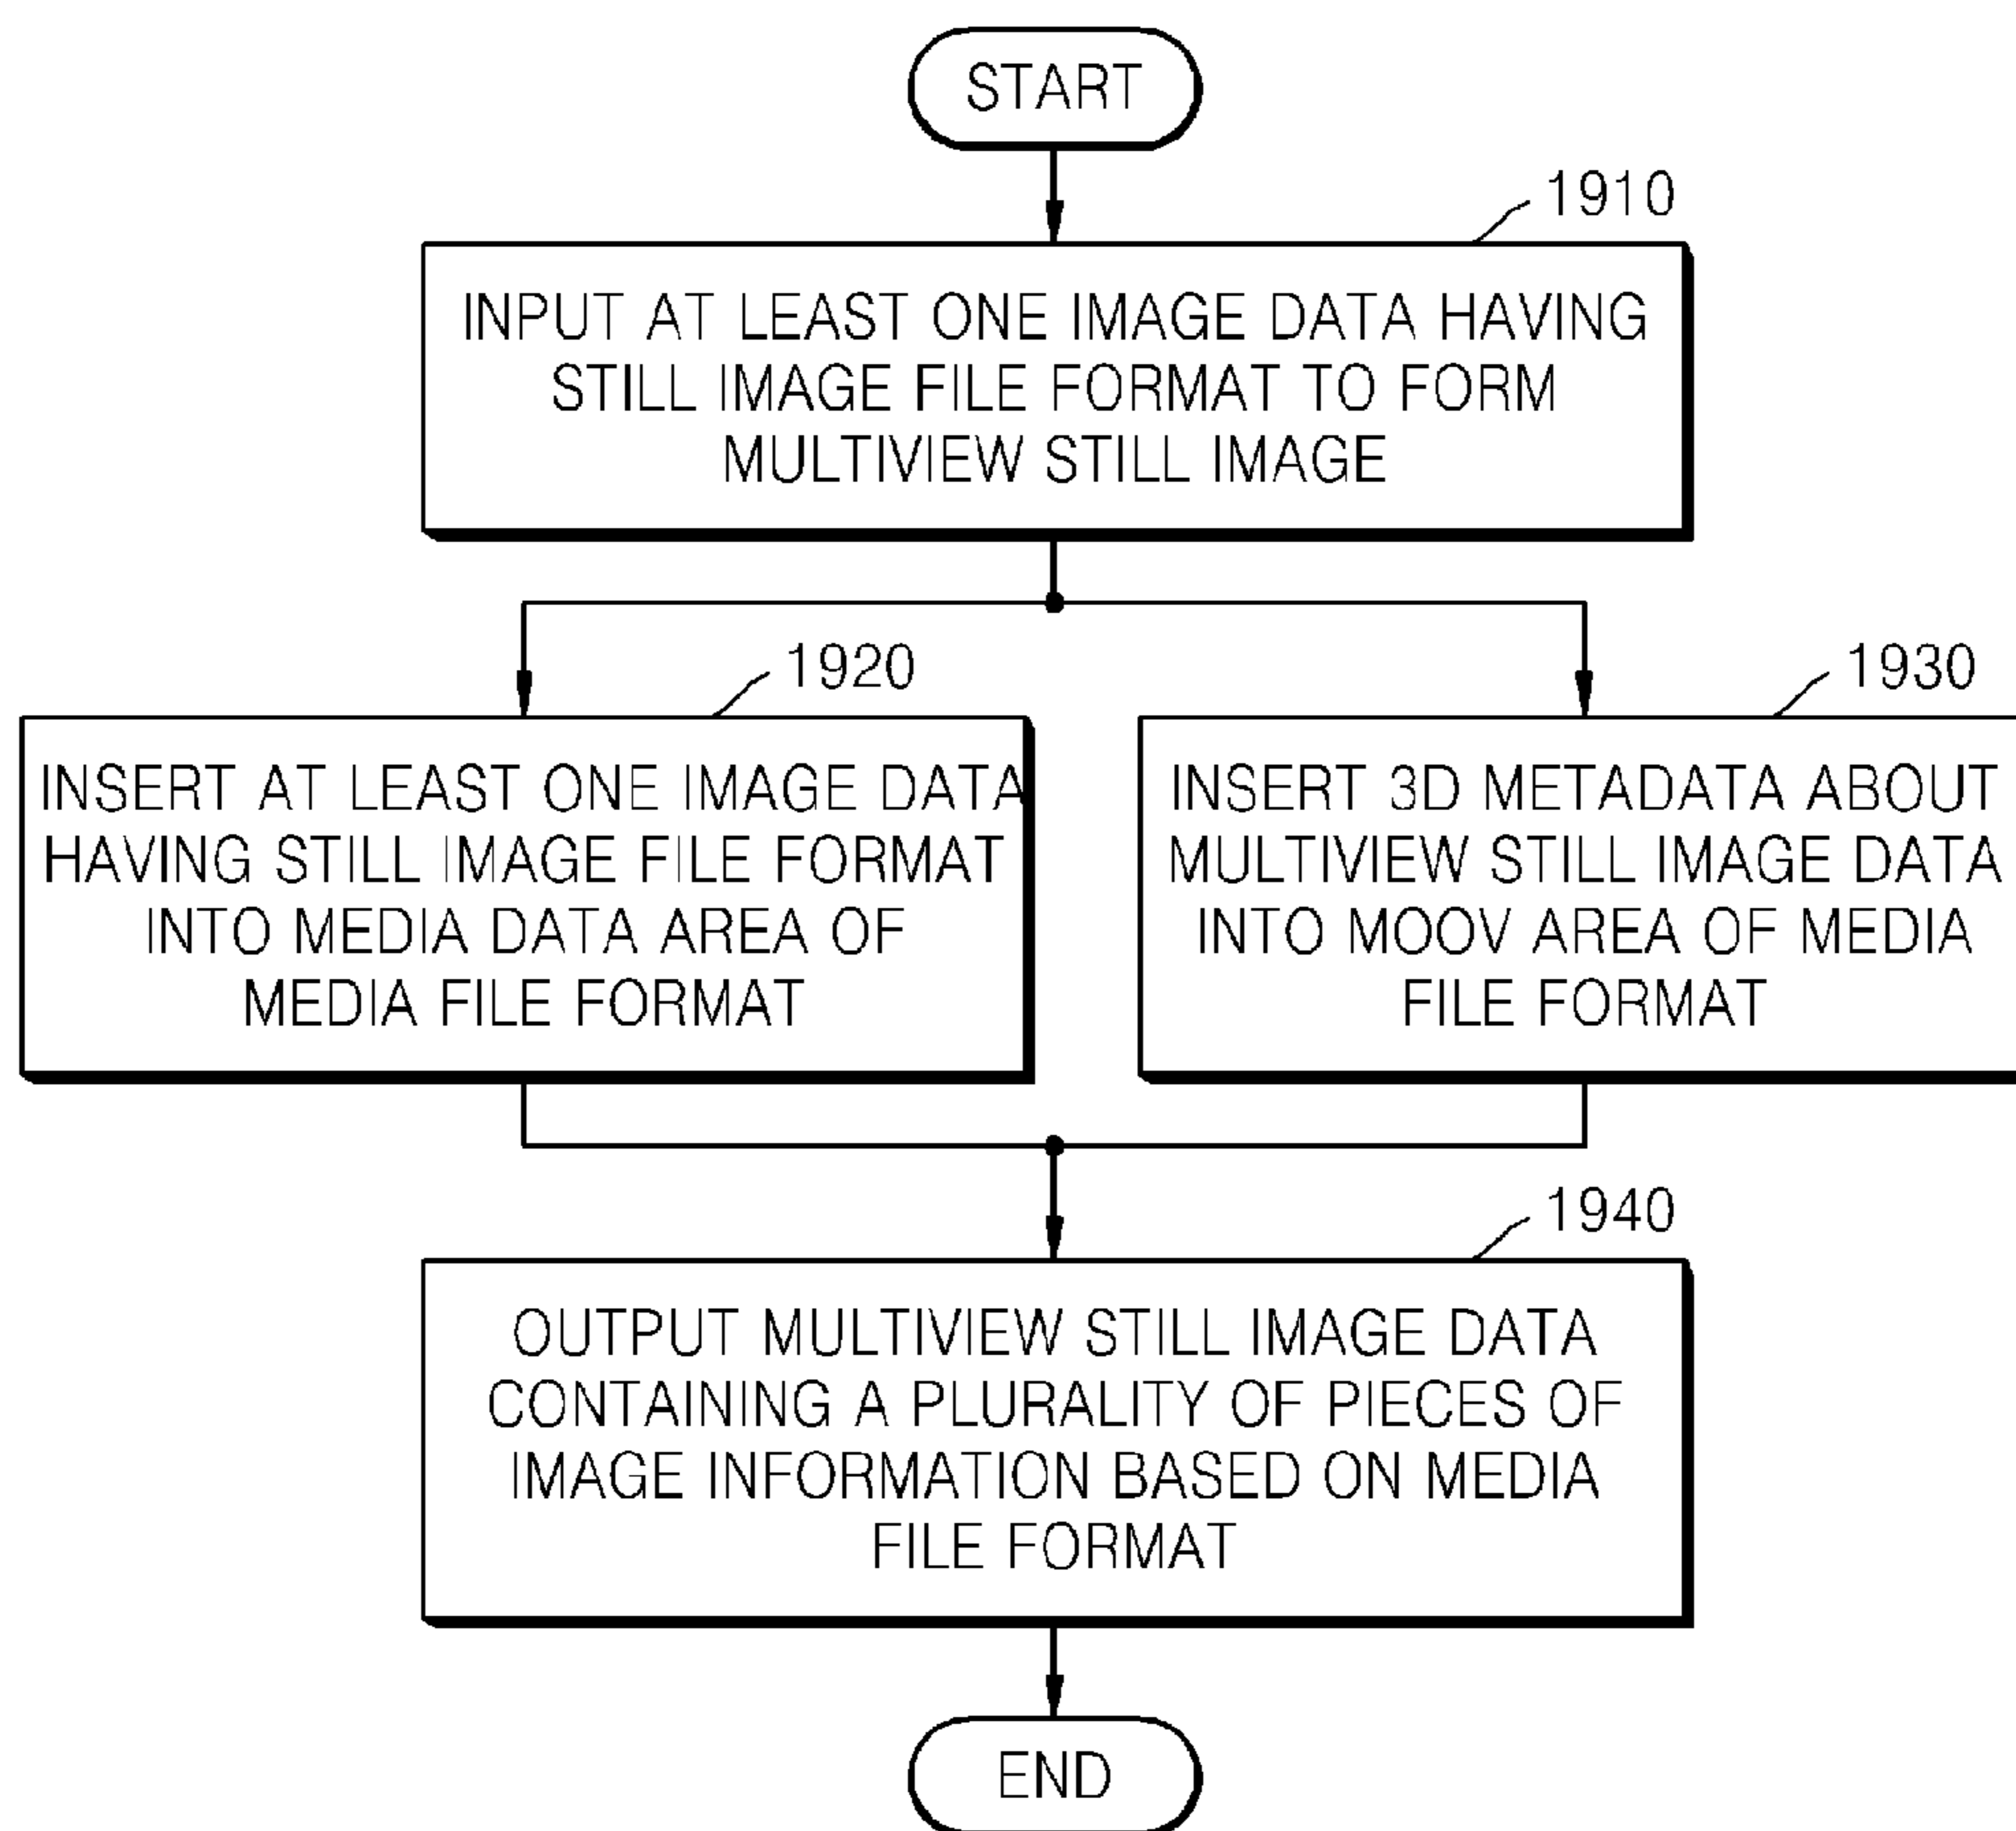 START
1910
INPUT AT LEAST ONE IMAGE DATA HAVING
STILL IMAGE FILE FORMAT TO FORM
MULTIVIEW STILL IMAGE
1920
INSERT AT LEAST ONE IMAGE DATA
HAVING STILL IMAGE FILE FORMAT
INTO MEDIA DATA AREA OF
MEDIA FILE FORMAT
1930
INSERT 3D METADATA ABOUT
MULTIVIEW STILL IMAGE DATA
INTO MOOV AREA OF MEDIA
FILE FORMAT
1940
OUTPUT MULTIVIEW STILL IMAGE DATA
CONTAINING A PLURALITY OF PIECES OF
IMAGE INFORMATION BASED ON MEDIA
FILE FORMAT
END